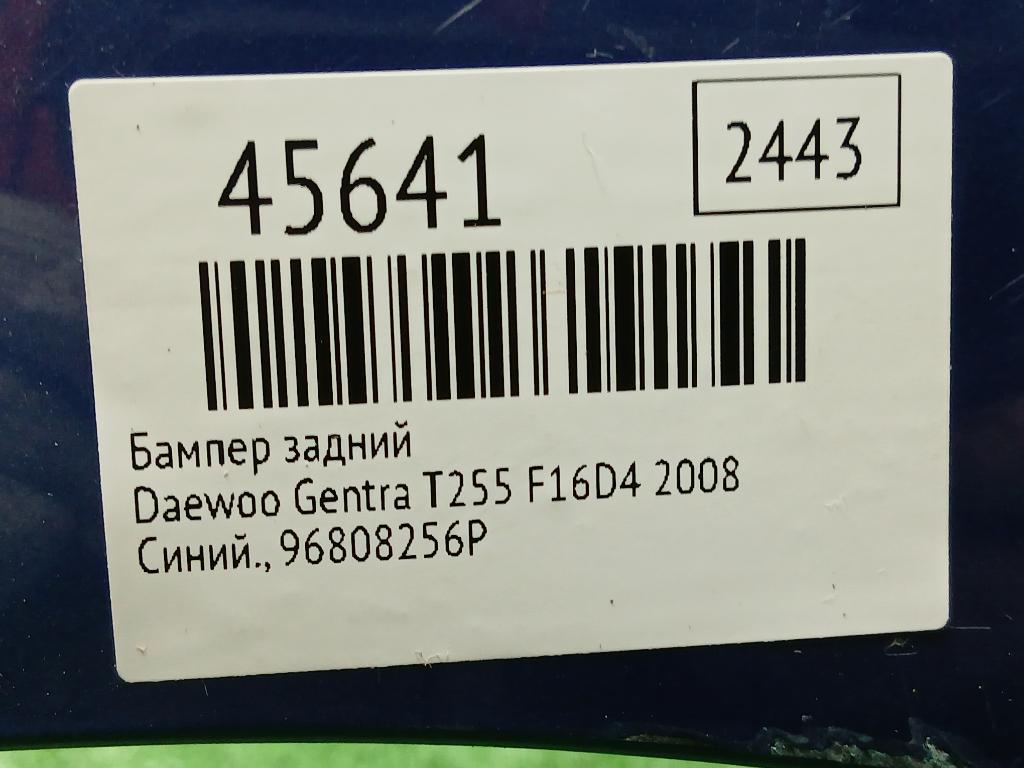 45641
2443
Бампер задний
Daewoo Gentra T255 F16D4 2008
Синий., 96808256P